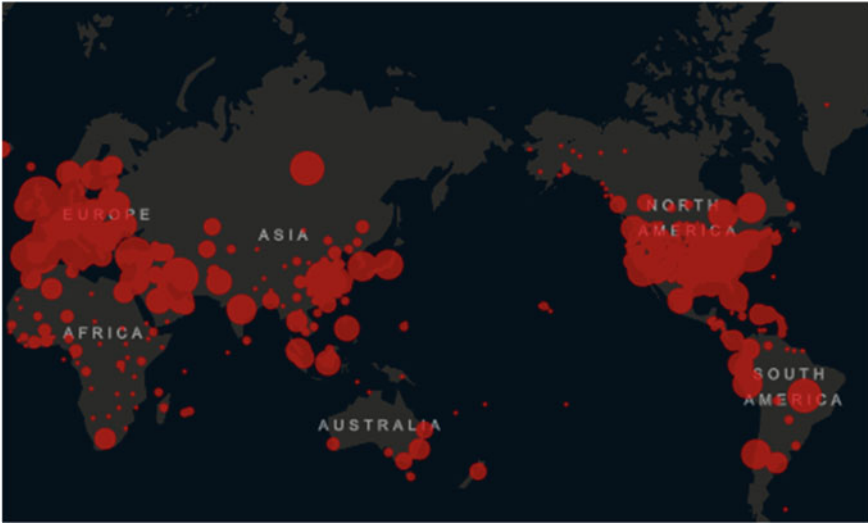 EUROPE
ASIA
NORTH
AMERICA
AFRICA
SOUTH
AMERICA
AUSTRALIA